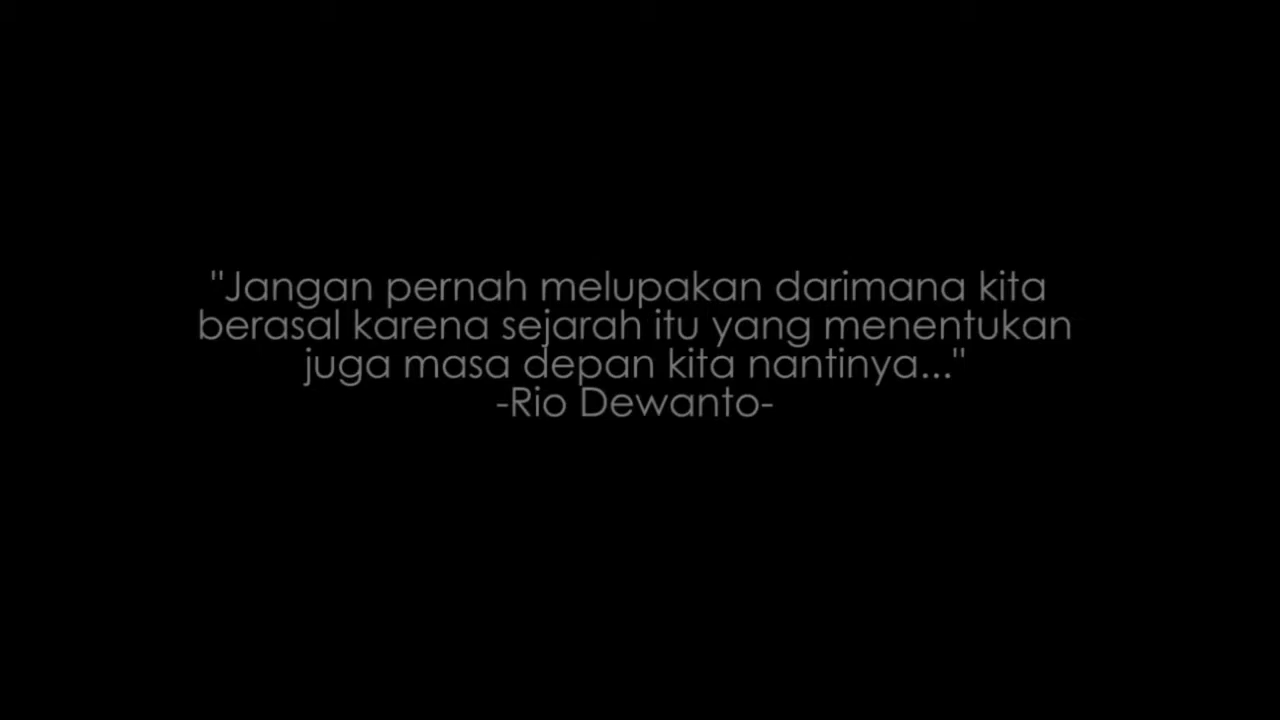 "Jangan pernah melupakan darimana kita
berasal karena sejarah itu yang menentukan
juga masa depan kita nantinya..."
-Rio Dewanto-